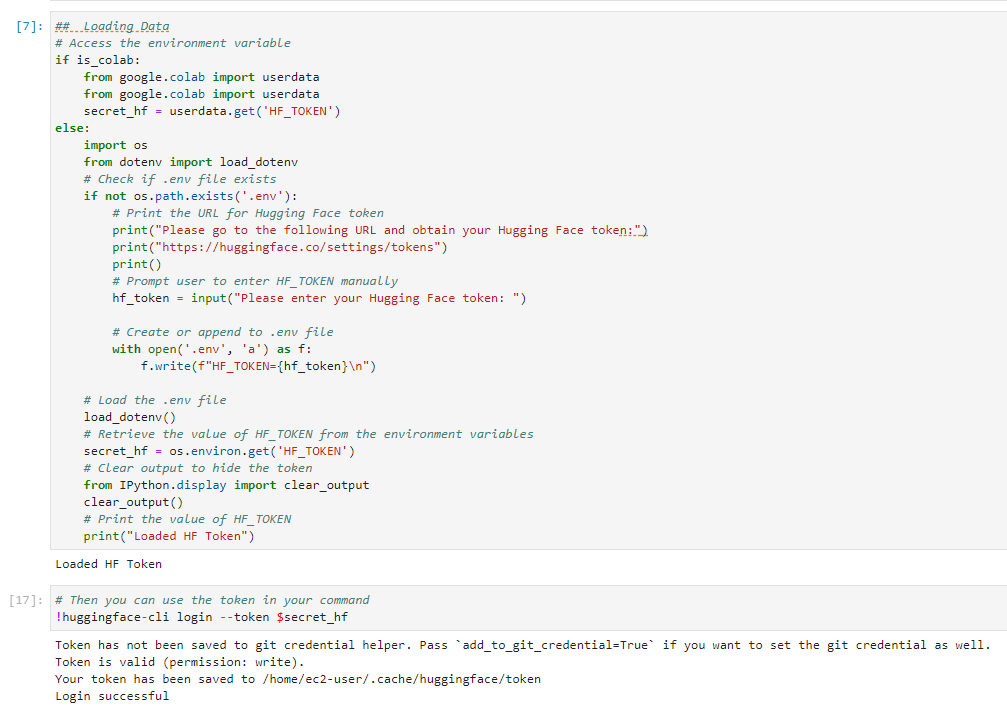 [7]: ##  Loading Data
# Access the environment variable
if is_colab:
    from google.colab import userdata
    from google.colab import userdata
    secret_hf = userdata.get('HF_TOKEN')
else:
    import os
    from dotenv import load_dotenv
    # Check if .env file exists
    if not os.path.exists('.env'):
        # Print the URL for Hugging Face token
        print("Please go to the following URL and obtain your Hugging Face token:")
        print("https://huggingface.co/settings/tokens")
        print()
        # Prompt user to enter HF_TOKEN manually
        hf_token = input("Please enter your Hugging Face token: ")

        # Create or append to .env file
        with open('.env', 'a') as f:
            f.write(f"HF_TOKEN={hf_token}\n")

    # Load the .env file
    load_dotenv()
    # Retrieve the value of HF_TOKEN from the environment variables
    secret_hf = os.environ.get('HF_TOKEN')
    # Clear output to hide the token
    from IPython.display import clear_output
    clear_output()
    # Print the value of HF_TOKEN
    print("Loaded HF Token")
Loaded HF Token
[17]: # Then you can use the token in your command
!huggingface-cli login --token $secret_hf
Token has not been saved to git credential helper. Pass `add_to_git_credential=True` if you want to set the git credential as well.
Token is valid (permission: write).
Your token has been saved to /home/ec2-user/.cache/huggingface/token
Login successful